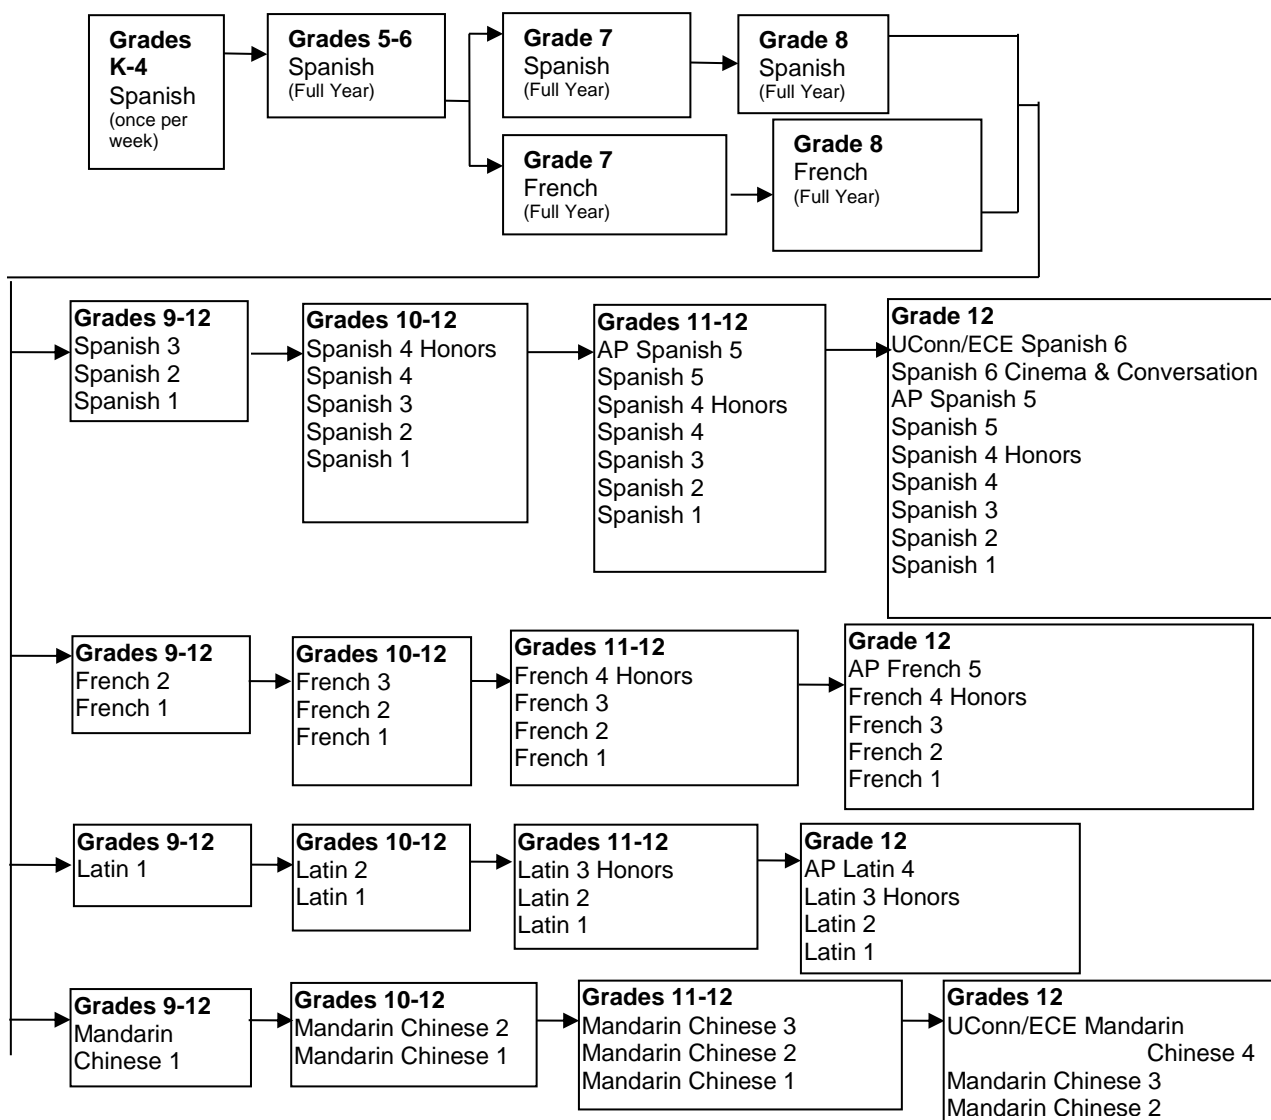 Grades
K-4
Spanish
(once per
week)
Grades 5-6
Spanish
(Full Year)
Grade 7
Spanish
(Full Year)
Grade 8
Spanish
(Full Year)
Grade 7
French
(Full Year)
Grade 8
French
(Full Year)
Grades 9-12
Spanish 3
Spanish 2
Spanish 1
Grades 10-12
Spanish 4 Honors
Spanish 4
Spanish 3
Spanish 2
Spanish 1
Grades 11-12
AP Spanish 5
Spanish 5
Spanish 4 Honors
Spanish 4
Spanish 3
Spanish 2
Spanish 1
Grade 12
UConn/ECE Spanish 6
Spanish 6 Cinema & Conversation
AP Spanish 5
Spanish 5
Spanish 4 Honors
Spanish 4
Spanish 3
Spanish 2
Spanish 1
Grades 9-12
French 2
French 1
Grades 10-12
French 3
French 2
French 1
Grades 11-12
French 4 Honors
French 3
French 2
French 1
Grade 12
AP French 5
French 4 Honors
French 3
French 2
French 1
Grades 9-12
Latin 1
Grades 10-12
Latin 2
Latin 1
Grades 11-12
Latin 3 Honors
Latin 2
Latin 1
Grade 12
AP Latin 4
Latin 3 Honors
Latin 2
Latin 1
Grades 9-12
Mandarin
Chinese 1
Grades 10-12
Mandarin Chinese 2
Mandarin Chinese 1
Grades 11-12
Mandarin Chinese 3
Mandarin Chinese 2
Mandarin Chinese 1
Grades 12
UConn/ECE Mandarin
Chinese 4
Mandarin Chinese 3
Mandarin Chinese 2